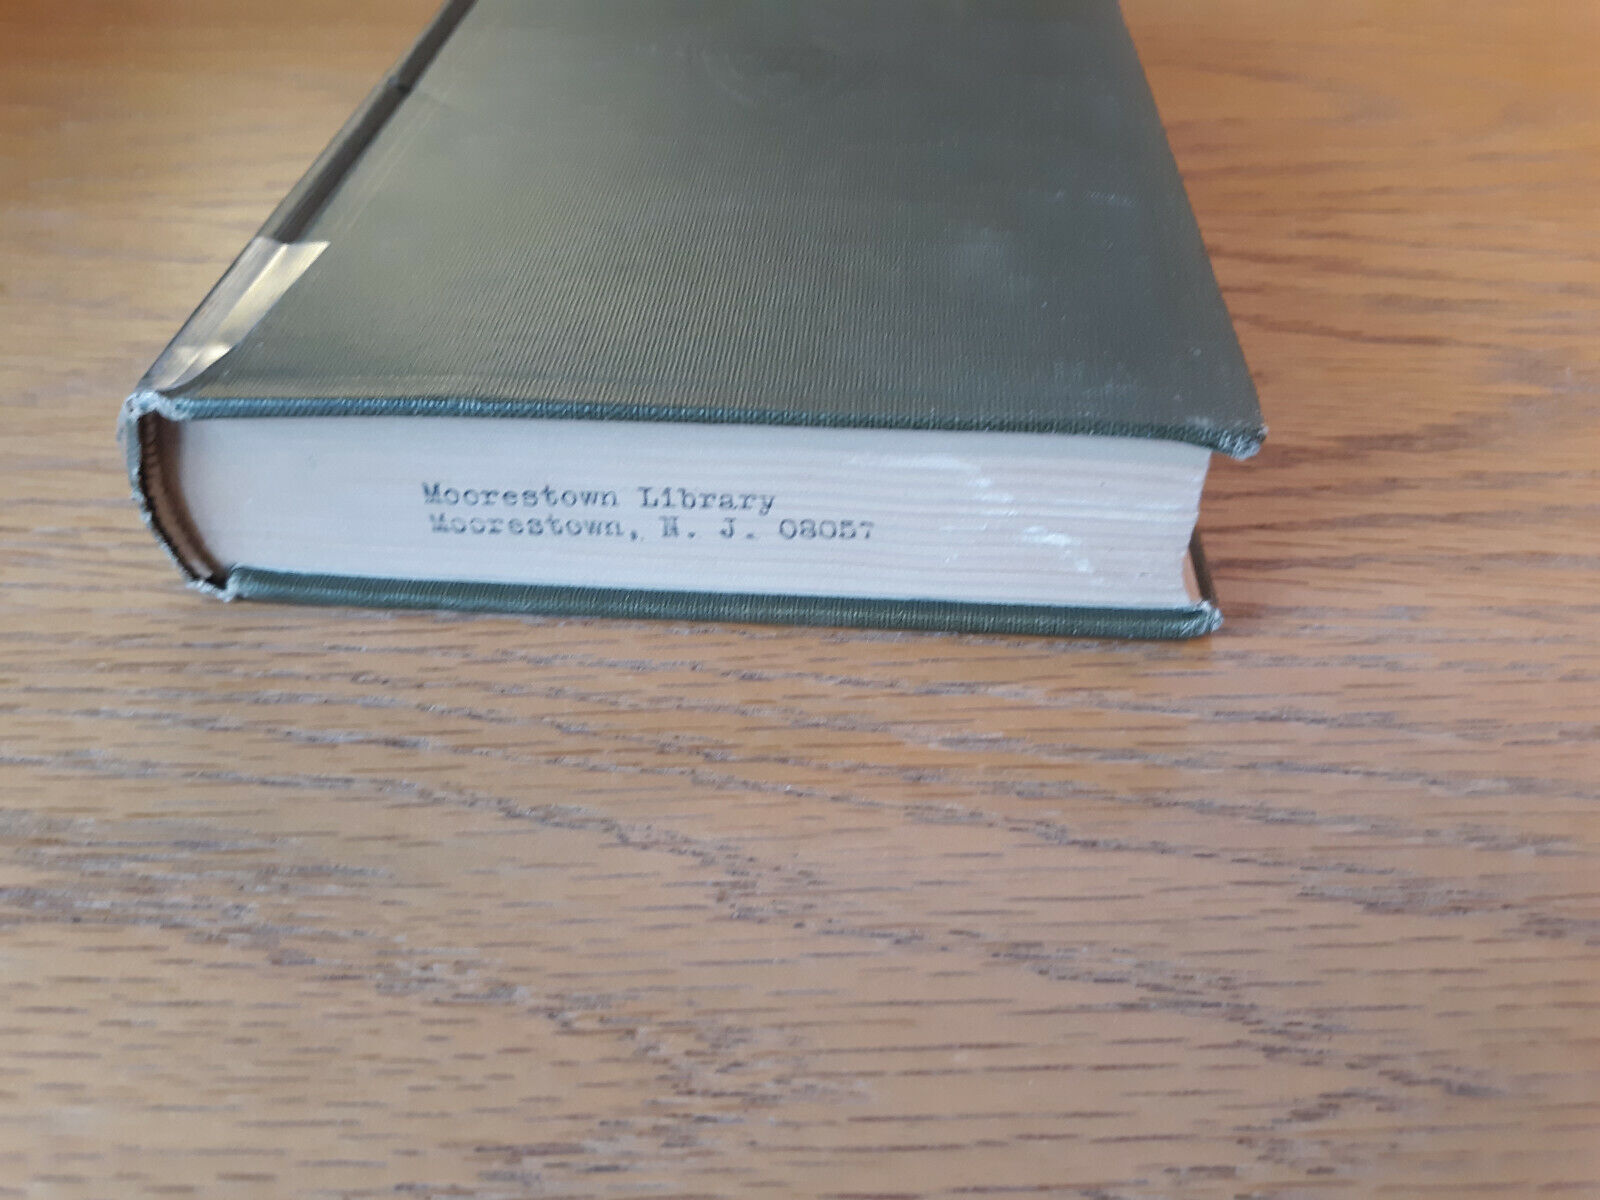 Moorestown Library
Moorestown, N. J. 08057